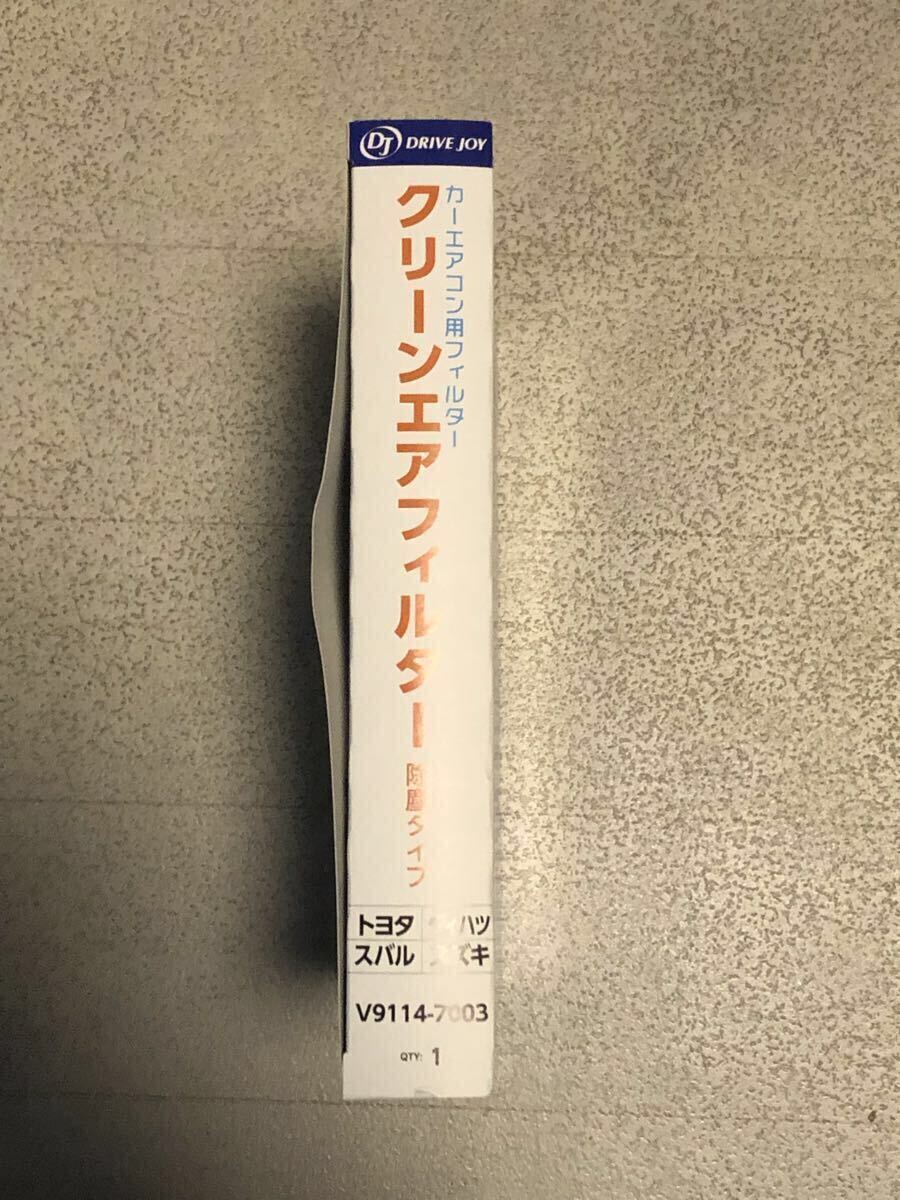 DJ DRIVE JOY
カーエアコン用フィルター
クリーンエアフィルター 除塵タイプ
トヨタ ダイハツ
スバル スズキ
V9114-7003
QTY: 1